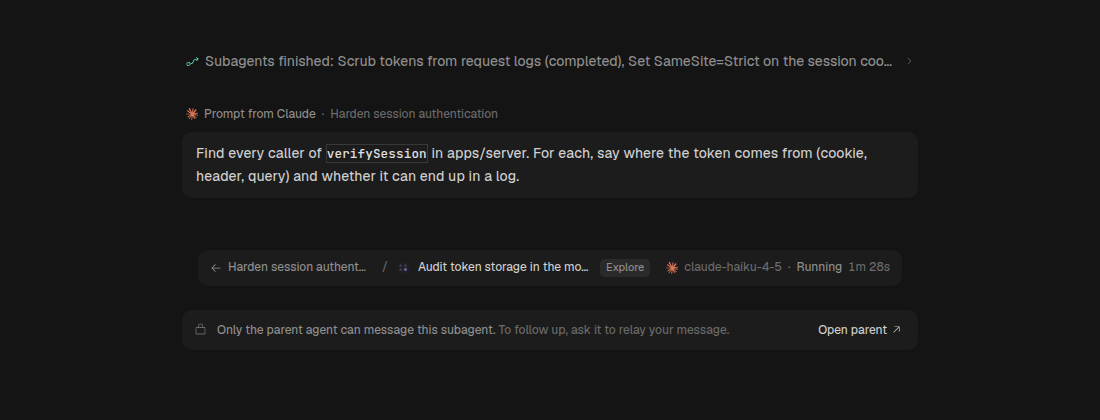 Subagents finished: Scrub tokens from request logs (completed), Set SameSite=Strict on the session coo...
Prompt from Claude · Harden session authentication
Find every caller of verifySession in apps/server. For each, say where the token comes from (cookie,
header, query) and whether it can end up in a log.
Harden session authent... / Audit token storage in the mo... Explore claude-haiku-4-5 · Running 1m 28s
Only the parent agent can message this subagent. To follow up, ask it to relay your message. Open parent